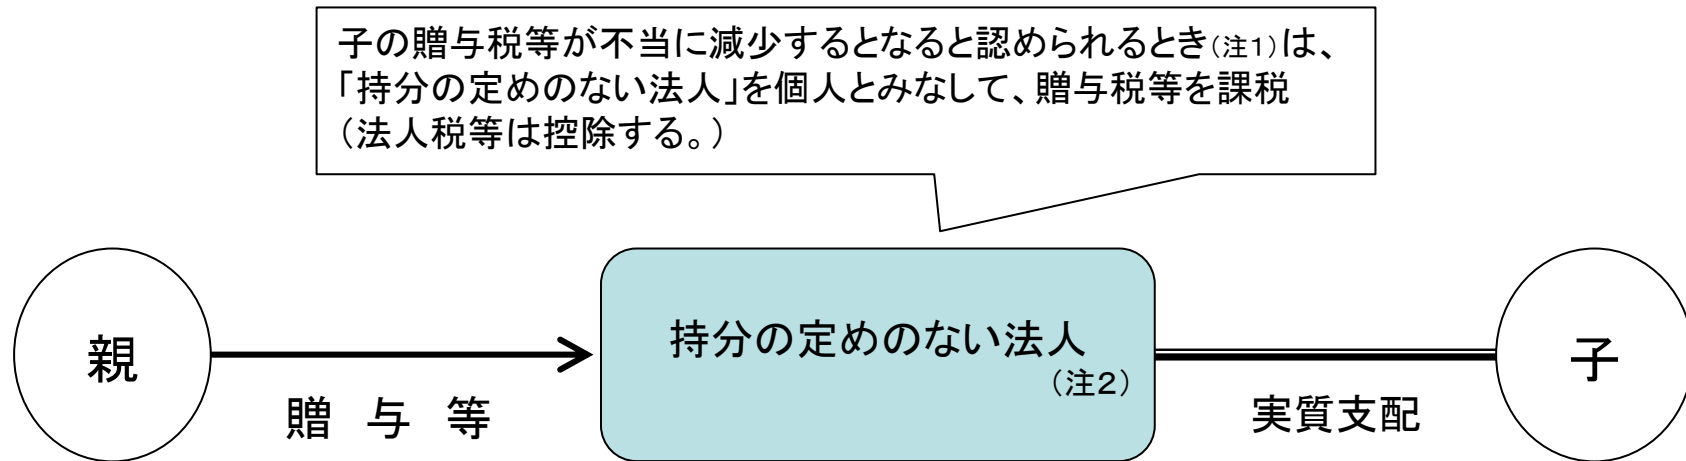 子の贈与税等が不当に減少するとなると認められるとき(注1)は、
「持分の定めのない法人」を個人とみなして、贈与税等を課税
（法人税等は控除する。）
親
贈 与 等
持分の定めのない法人
（注２）
実質支配
子